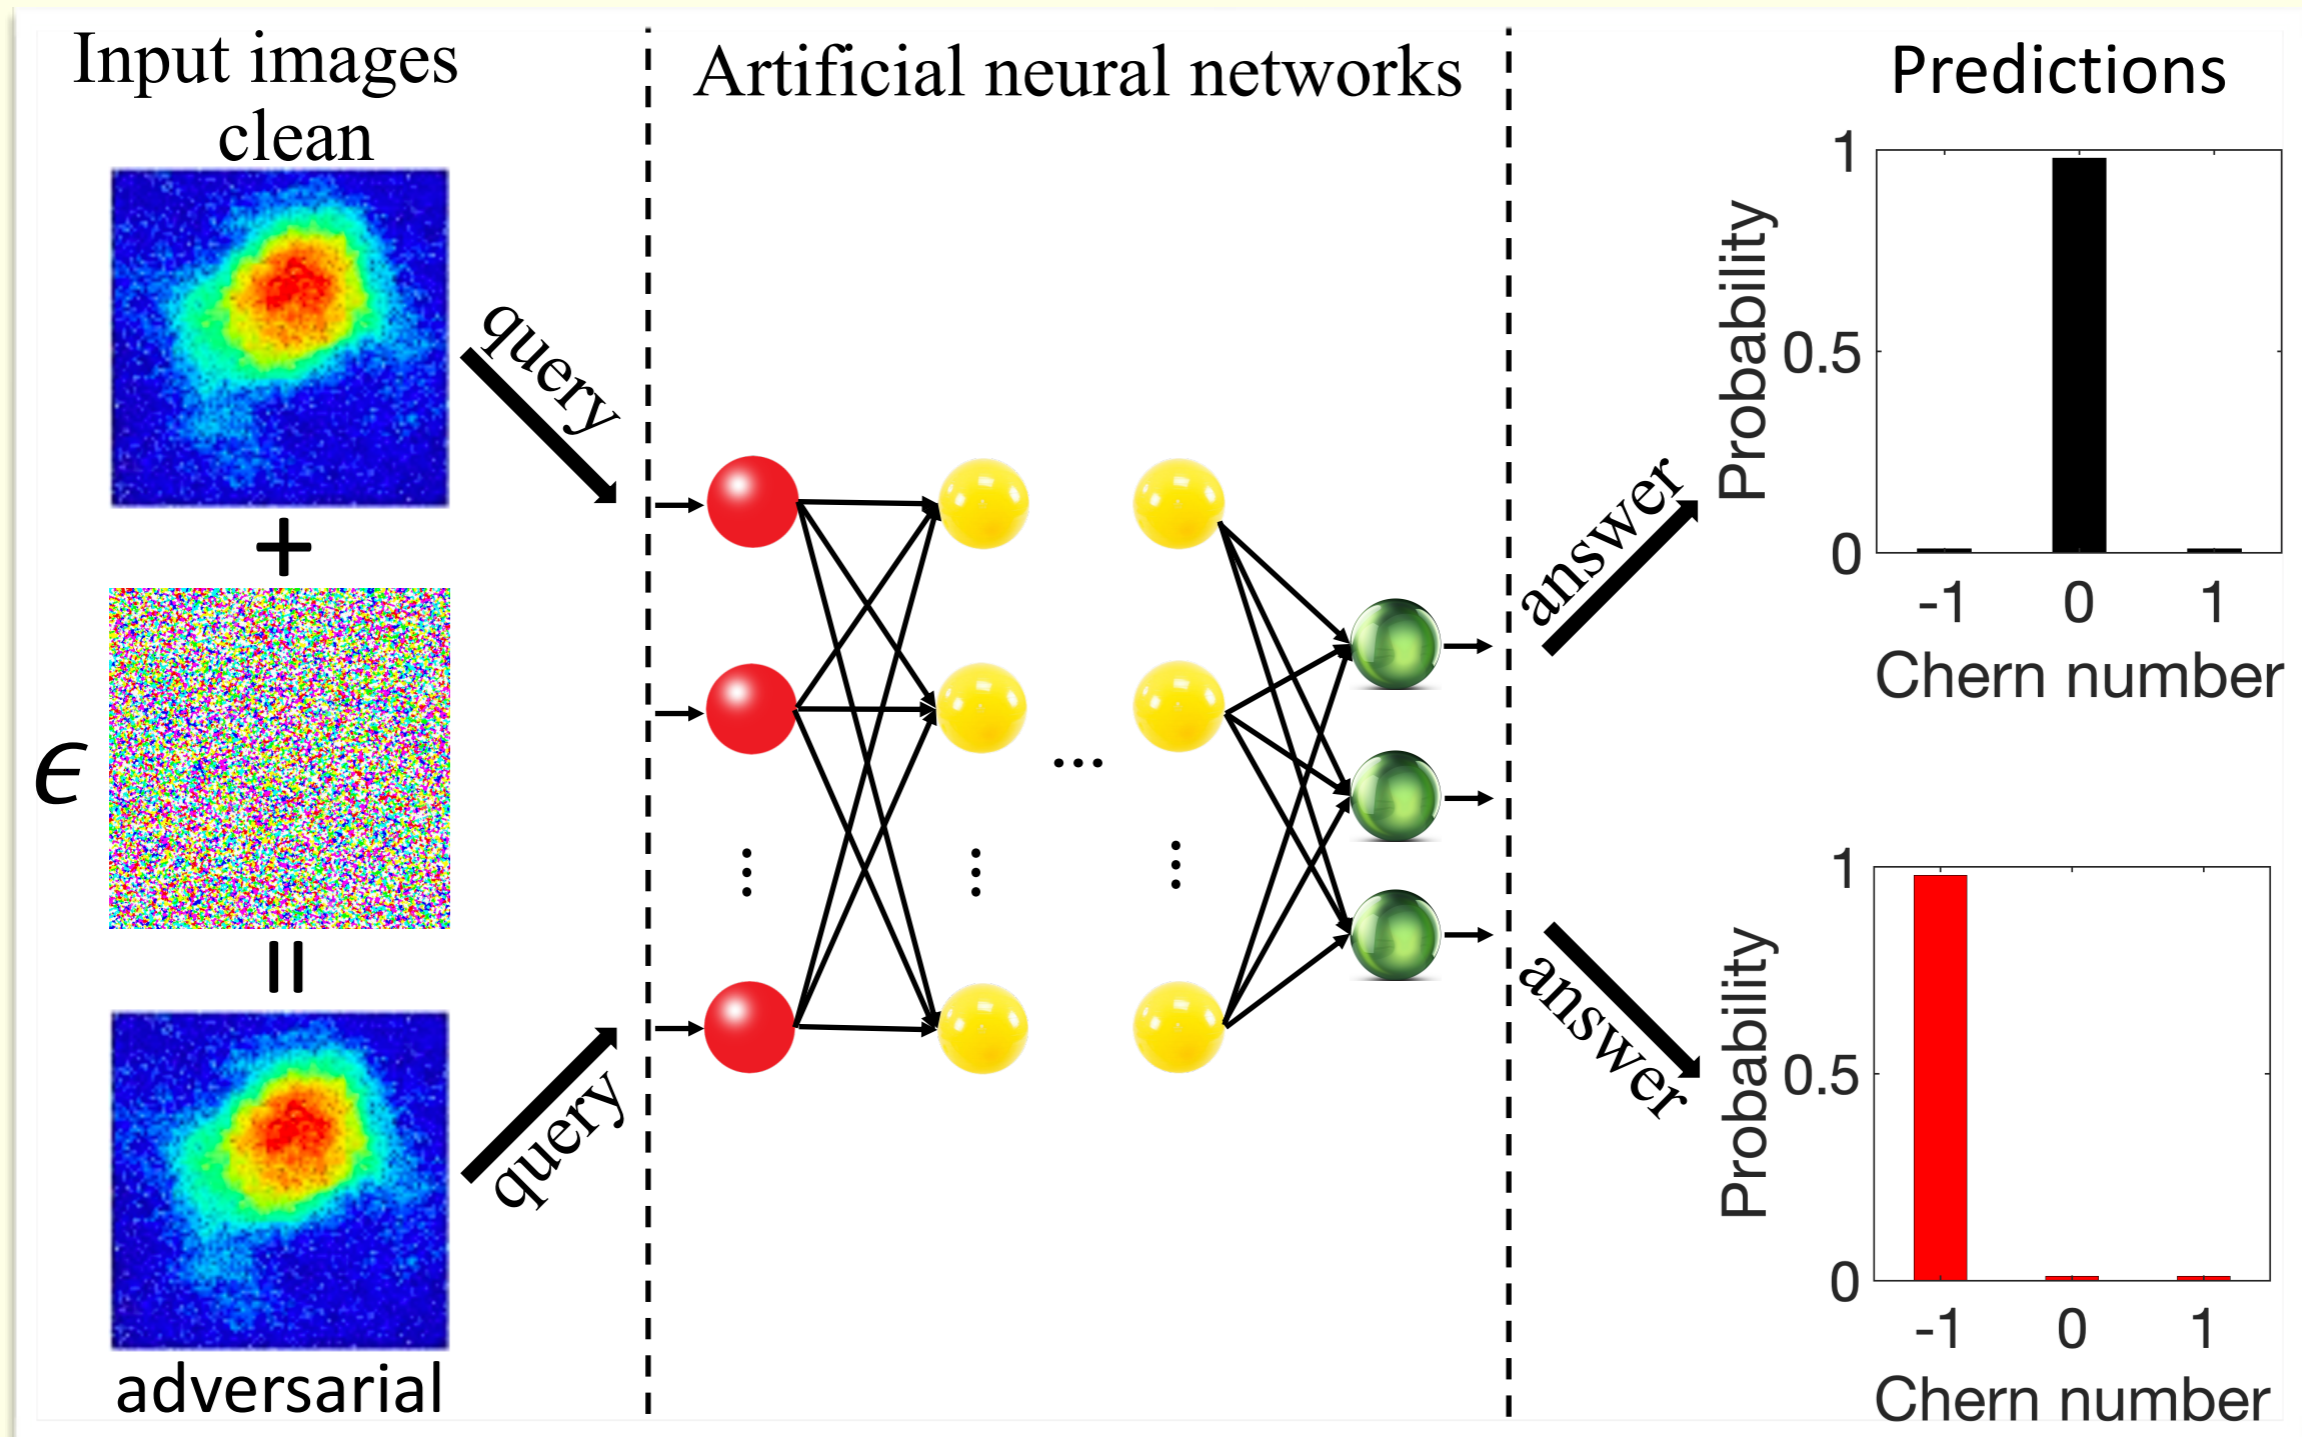 Input images
clean
+
ϵ
=
adversarial
query
query
Artificial neural networks
...
answer
answer
Predictions
Probability
1
0.5
0
-1 0 1
Chern number
Probability
1
0.5
0
-1 0 1
Chern number